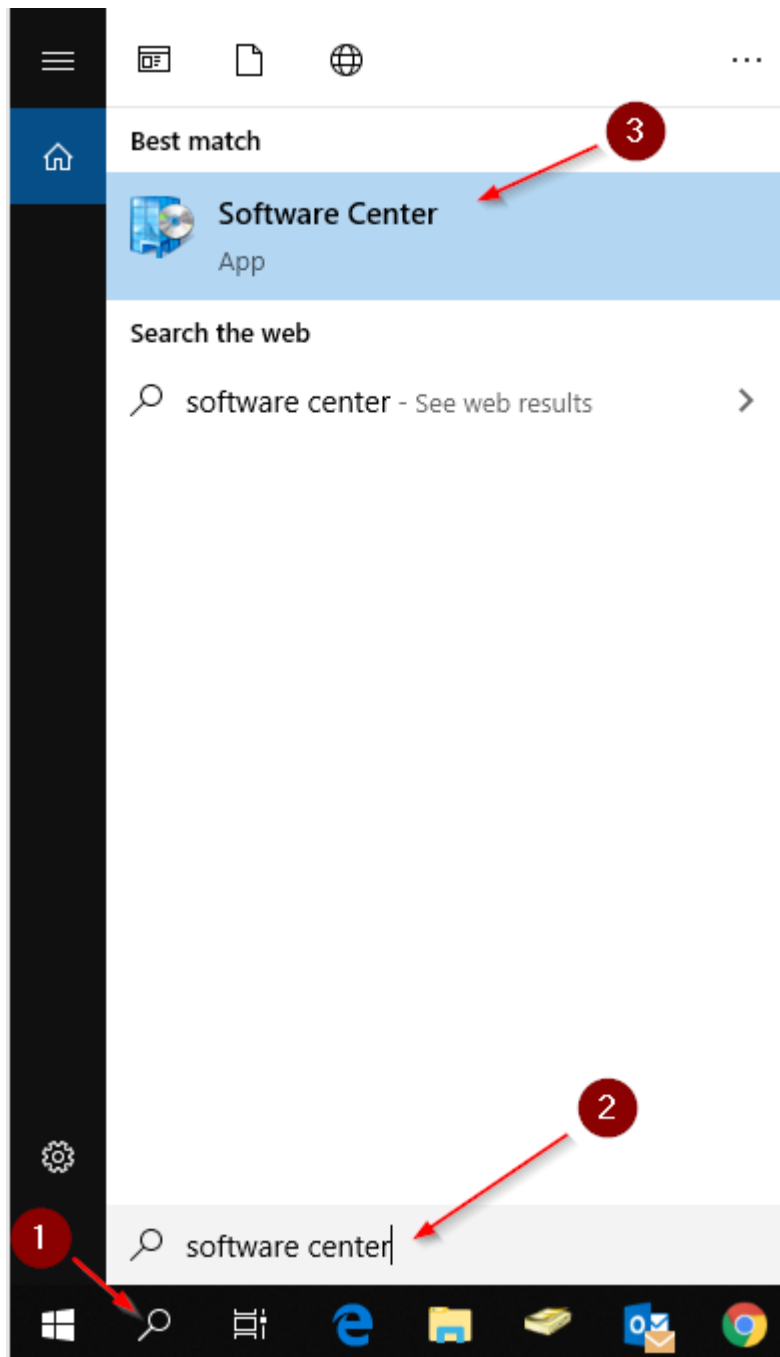 3
Best match
Software Center
App
Search the web
software center - See web results
2
1
software center